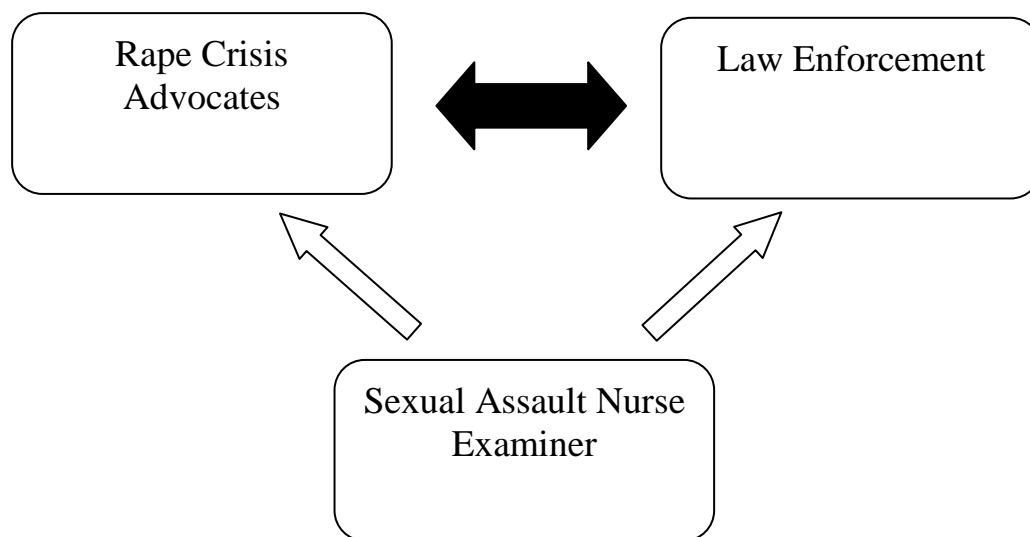 Rape Crisis
Advocates
Law Enforcement
Sexual Assault Nurse
Examiner